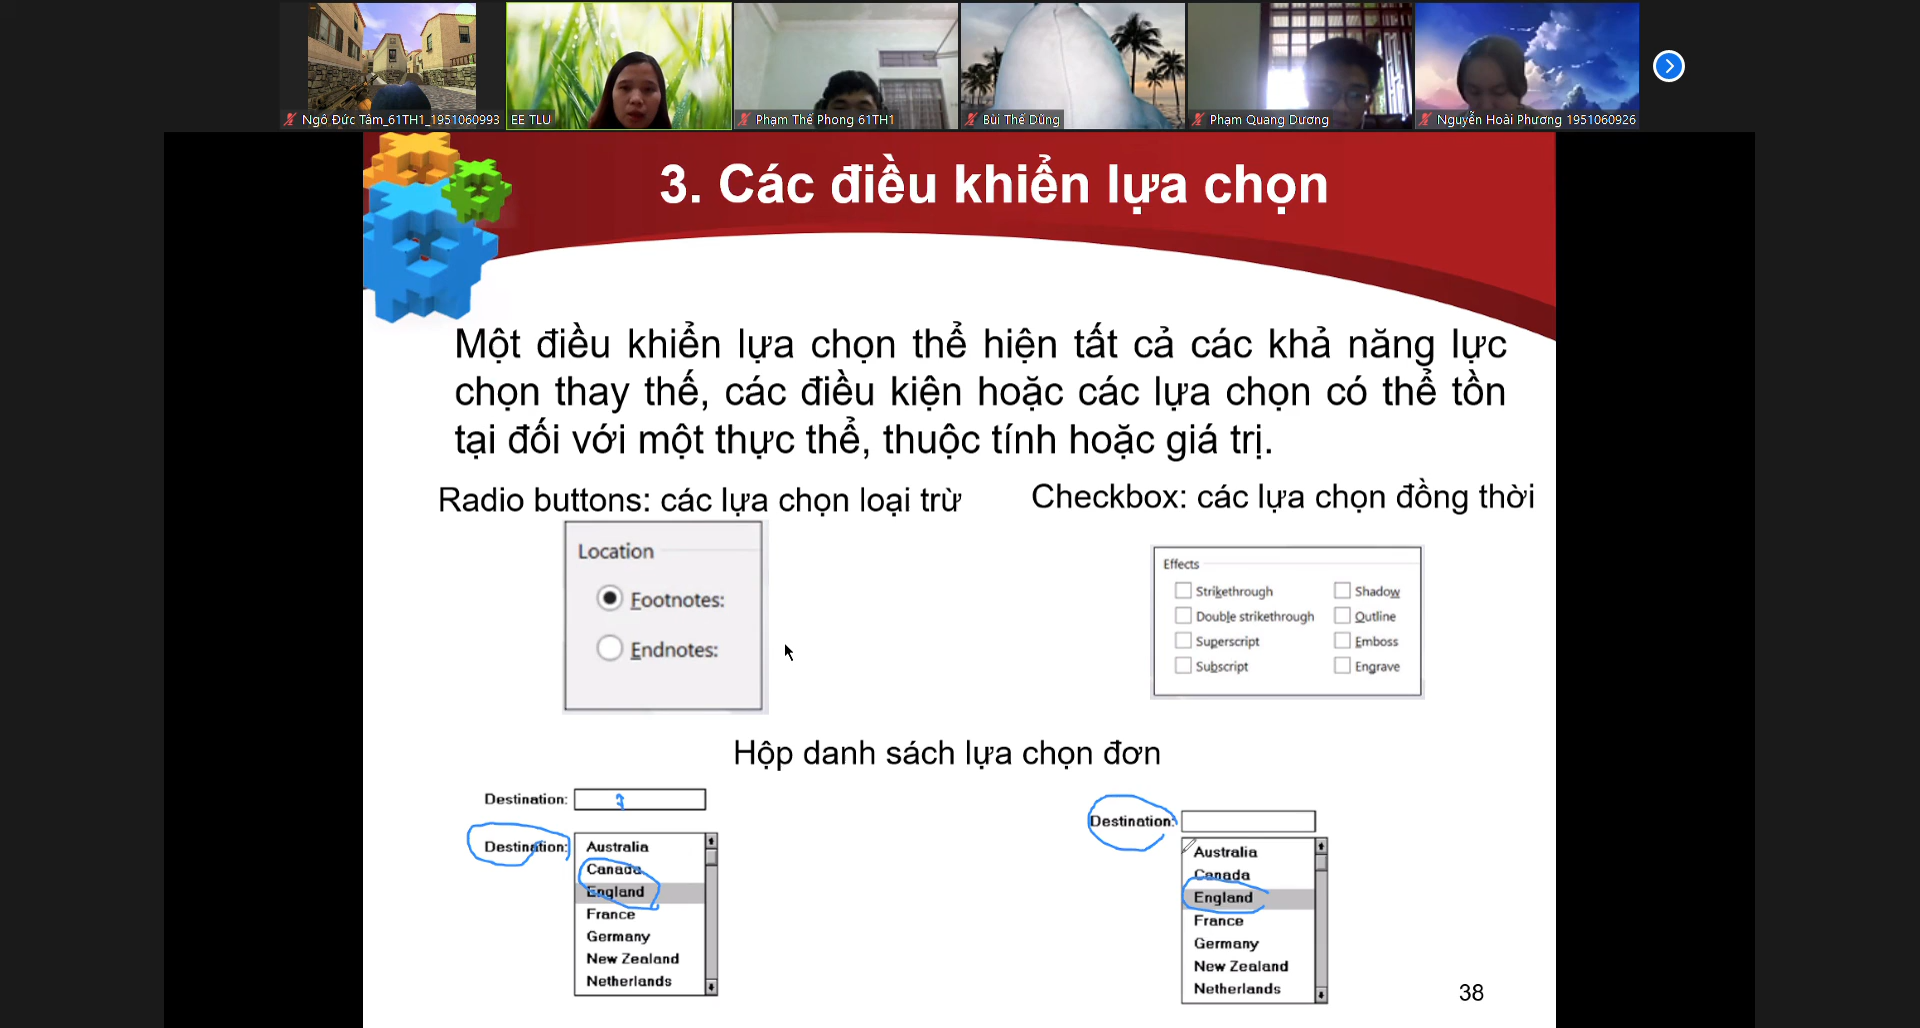 Ngô Đức Tâm_61TH1_1951060993
EE TLU
Phạm Thế Phong 61TH1
Bùi Thế Dũng
Phạm Quang Dương
Nguyễn Hoài Phương 1951060926
3. Các điều khiển lựa chọn
Một điều khiển lựa chọn thể hiện tất cả các khả năng lực
chọn thay thế, các điều kiện hoặc các lựa chọn có thể tồn
tại đối với một thực thể, thuộc tính hoặc giá trị.
Radio buttons: các lựa chọn loại trừ
Checkbox: các lựa chọn đồng thời
Location
Footnotes:
Endnotes:
Effects
Strikethrough
Double strikethrough
Superscript
Subscript
Shadow
Outline
Emboss
Engrave
Hộp danh sách lựa chọn đơn
Destination:
Destination:
Australia
Canada
England
France
Germany
New Zealand
Netherlands
Destination:
Australia
Canada
England
France
Germany
New Zealand
Netherlands
38